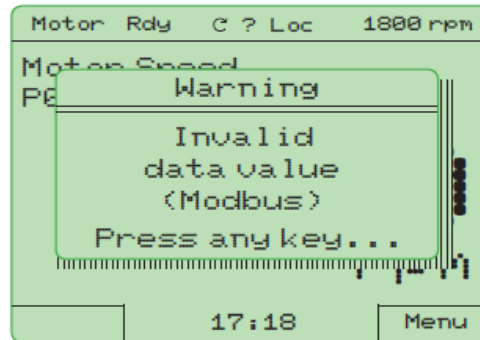 Motor Rdy C ? Loc 1800 rpm
Motor Speed
Warning
Invalid
data value
(Modbus)
Press any key...
17:18 Menu